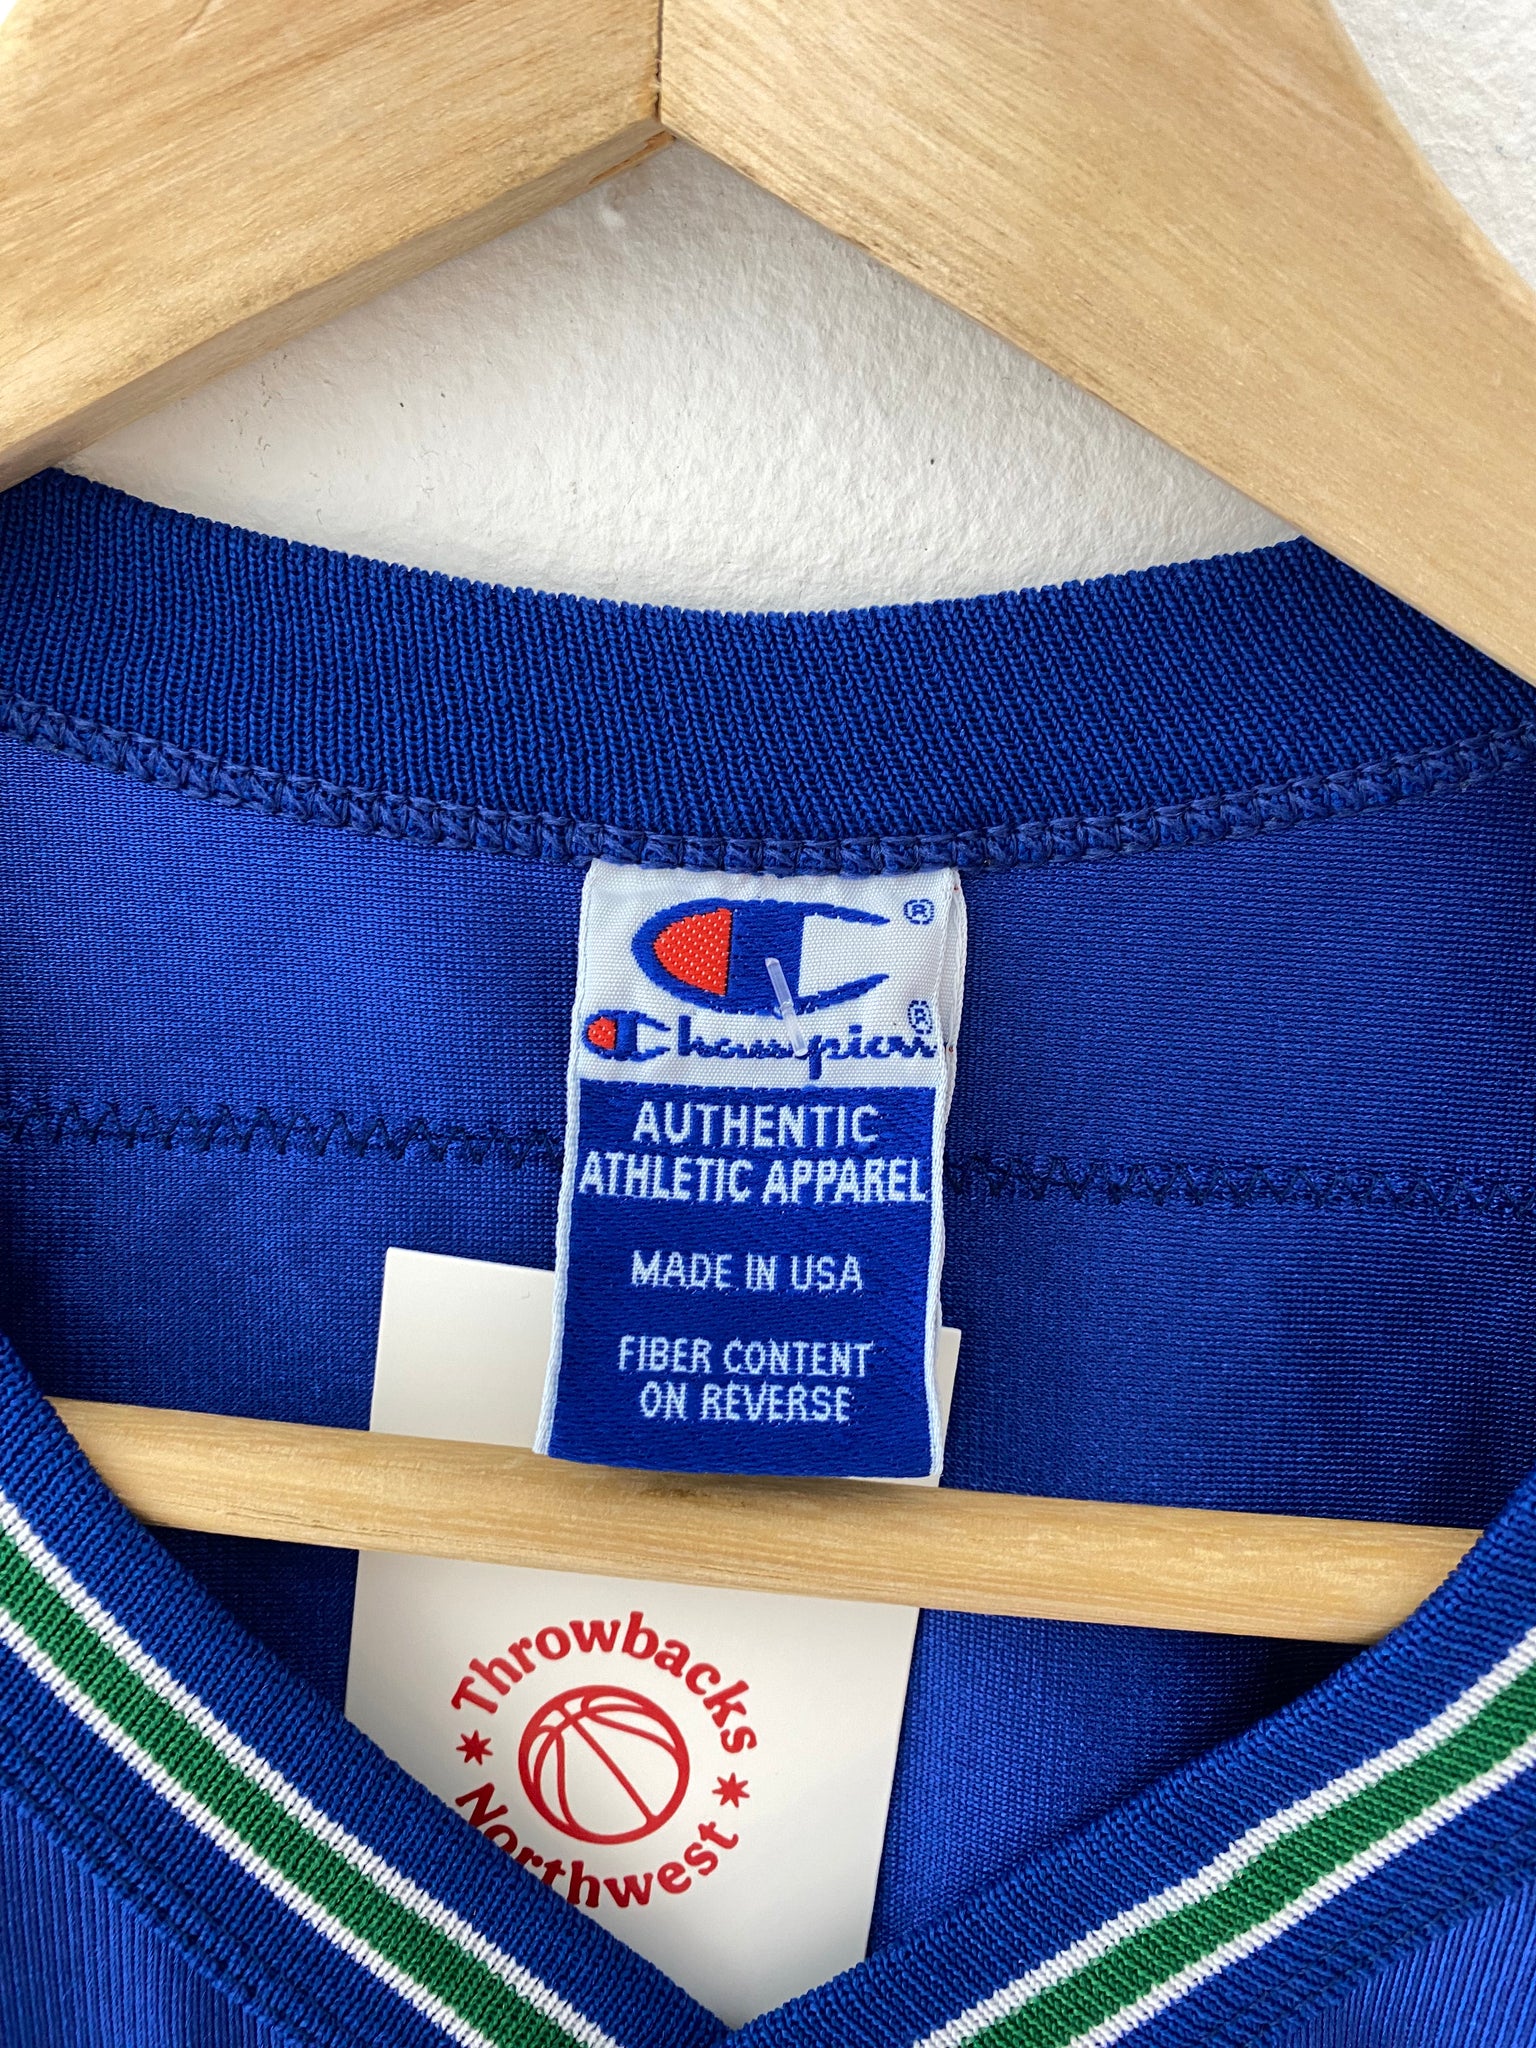 ®
Champion®
AUTHENTIC
ATHLETIC APPAREL
MADE IN USA
FIBER CONTENT
ON REVERSE
Throwbacks
Northwest